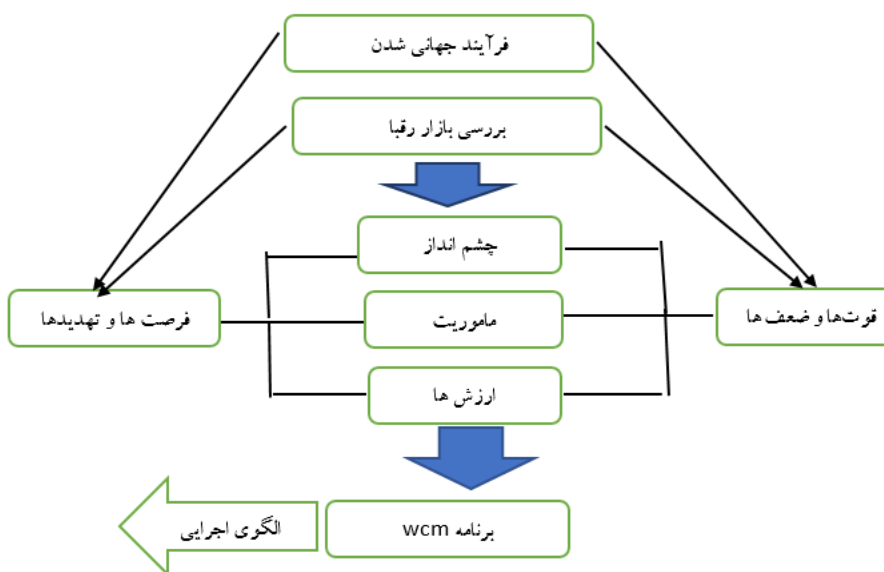 فرآیند جهانی شدن
بررسی بازار رقبا
چشم انداز
قوت‌ها و ضعف ها
ماموریت
فرصت ها و تهدیدها
ارزش ها
برنامه wcm
الگوی اجرایی